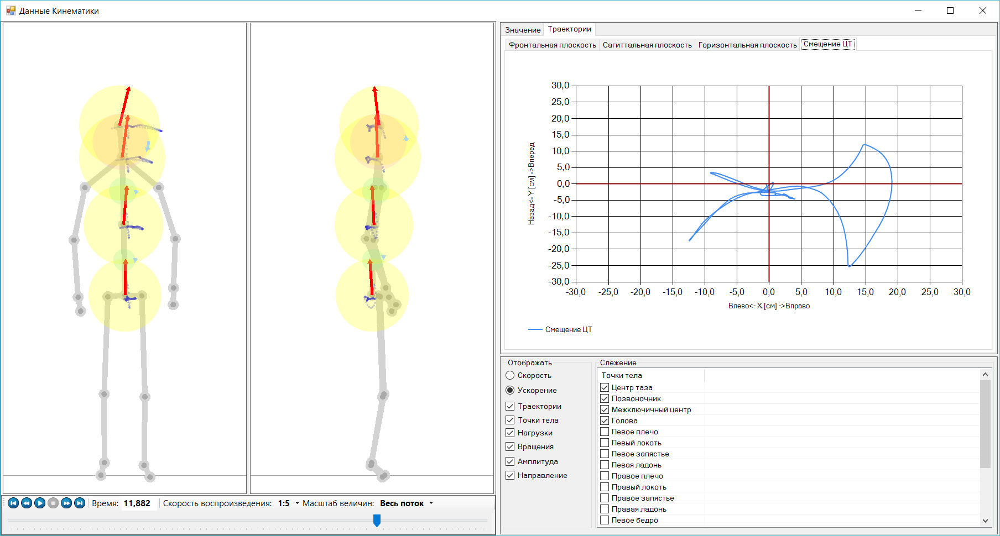 Данные Кинематики
Значение Траектории
Фронтальная плоскость Сагиттальная плоскость Горизонтальная плоскость Смещение ЦТ
30,0
25,0
20,0
15,0
10,0
5,0
0,0
-5,0
-10,0
-15,0
-20,0
-25,0
-30,0
Назад<- Y [см] ->Вперед
-30,0 -25,0 -20,0 -15,0 -10,0 -5,0 0,0 5,0 10,0 15,0 20,0 25,0 30,0
Влево<- X [см] ->Вправо
Смещение ЦТ
Отображать
Скорость
Ускорение
Траектории
Точки тела
Нагрузки
Вращения
Амплитуда
Направление
Слежение
Точки тела
Центр таза
Позвоночник
Межключичный центр
Голова
Левое плечо
Левый локоть
Левое запястье
Левая ладонь
Правое плечо
Правый локоть
Правое запястье
Правая ладонь
Левое бедро
Время: 11,882 Скорость воспроизведения: 1:5 Масштаб величин: Весь поток